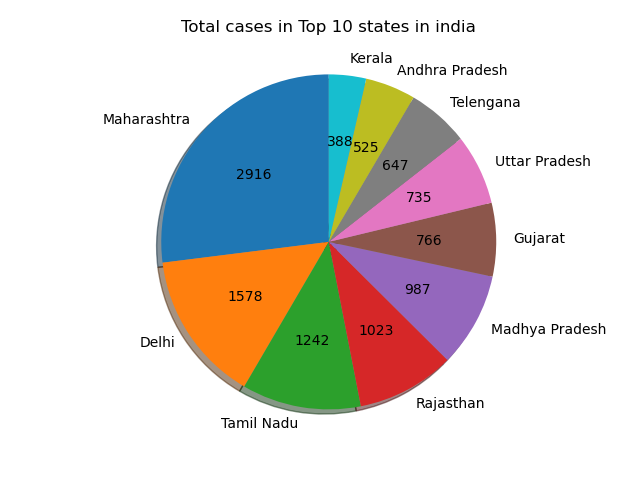 Total cases in Top 10 states in india
Kerala
Andhra Pradesh
Telengana
Maharashtra
388
525
647
Uttar Pradesh
2916
735
766
Gujarat
987
1578
1023
Madhya Pradesh
1242
Delhi
Rajasthan
Tamil Nadu